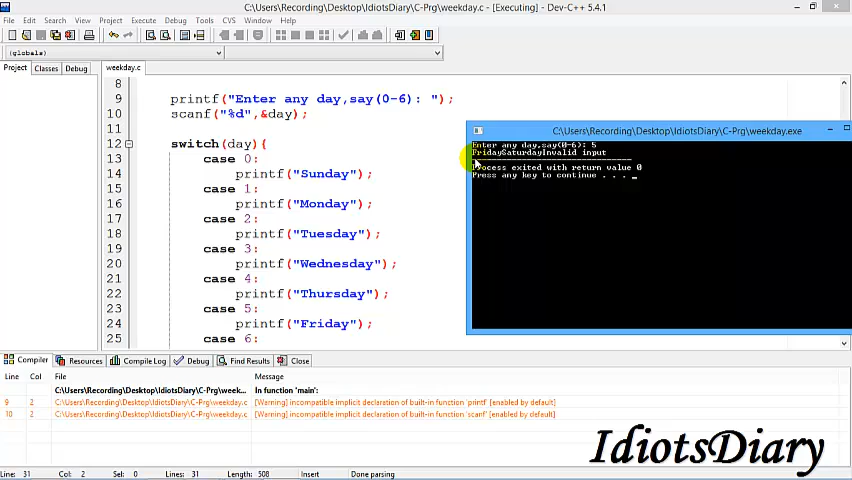 C:\Users\Recording\Desktop\IdiotsDiary\C-Prg\weekday.c - [Executing] - Dev-C++ 5.4.1
File Edit Search View Project Execute Debug Tools CVS Window Help
(globals)
Project Classes Debug
weekday.c
8
9 printf("Enter any day,say(0-6): ");
10 scanf("%d",&day);
11
12 switch(day){
13 case 0:
14 printf("Sunday");
15 case 1:
16 printf("Monday");
17 case 2:
18 printf("Tuesday");
19 case 3:
20 printf("Wednesday");
21 case 4:
22 printf("Thursday");
23 case 5:
24 printf("Friday");
25 case 6:
C:\Users\Recording\Desktop\IdiotsDiary\C-Prg\weekday.exe
Enter any day,say(0-6): 5
FridaySaturdayInvalid input
--------------------------------
Process exited with return value 0
Press any key to continue . . . _
Compiler Resources Compile Log Debug Find Results Close
Line Col File Message
C:\Users\Recording\Desktop\IdiotsDiary\C-Prg\week... In function 'main':
9 2 C:\Users\Recording\Desktop\IdiotsDiary\C-Prg\weekday.c [Warning] incompatible implicit declaration of built-in function 'printf' [enabled by default]
10 2 C:\Users\Recording\Desktop\IdiotsDiary\C-Prg\weekday.c [Warning] incompatible implicit declaration of built-in function 'scanf' [enabled by default]
IdiotsDiary
Line: 31 Col: 2 Sel: 0 Lines: 31 Length: 508 Insert Done parsing